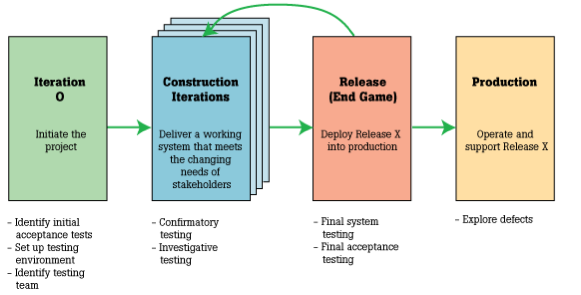 Iteration
O
Initiate the
project
Construction
Iterations
Deliver a working
system that meets
the changing
needs of
stakeholders
Release
(End Game)
Deploy Release X
into production
Production
Operate and
support Release X
– Identify initial
acceptance tests
– Set up testing
environment
– Identify testing
team
– Confirmatory
testing
– Investigative
testing
– Final system
testing
– Final acceptance
testing
– Explore defects